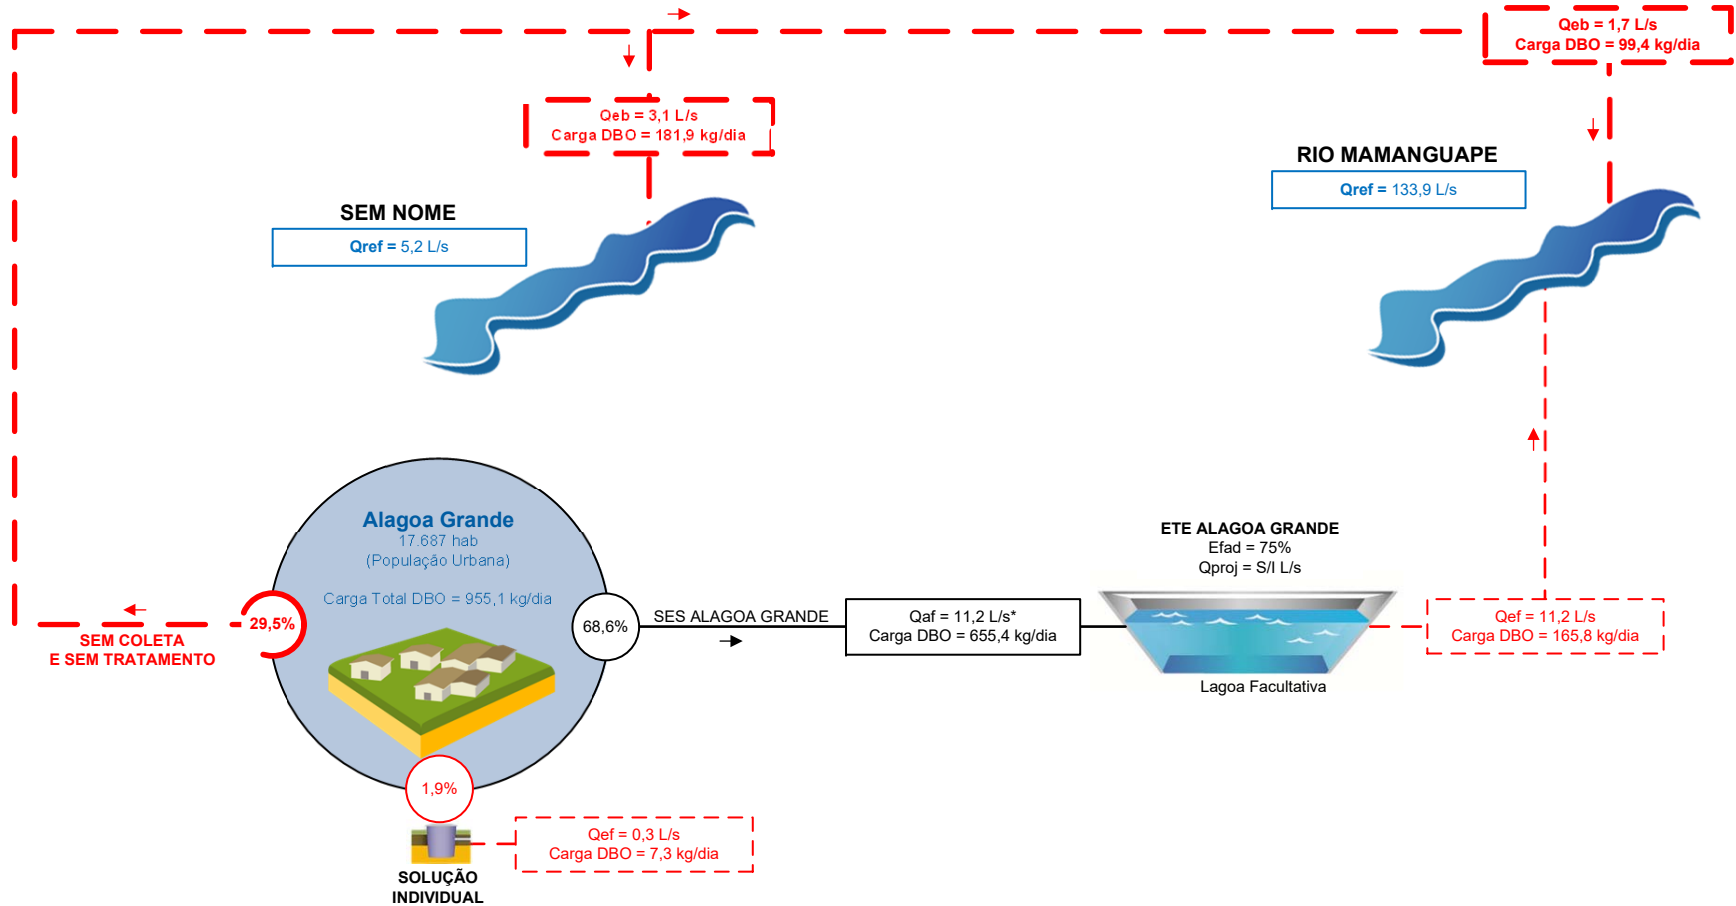 Qeb = 1,7 L/s
Carga DBO = 99,4 kg/dia
Qeb = 3,1 L/s
Carga DBO = 181,9 kg/dia
RIO MAMANGUAPE
Qref = 133,9 L/s
SEM NOME
Qref = 5,2 L/s
Alagoa Grande
17.687 hab
(População Urbana)
Carga Total DBO = 955,1 kg/dia
29,5%
SEM COLETA
E SEM TRATAMENTO
68,6%
SES ALAGOA GRANDE
Qaf = 11,2 L/s*
Carga DBO = 655,4 kg/dia
ETE ALAGOA GRANDE
Efad = 75%
Qproj = S/I L/s
Lagoa Facultativa
Qef = 11,2 L/s
Carga DBO = 165,8 kg/dia
1,9%
Qef = 0,3 L/s
Carga DBO = 7,3 kg/dia
SOLUÇÃO
INDIVIDUAL